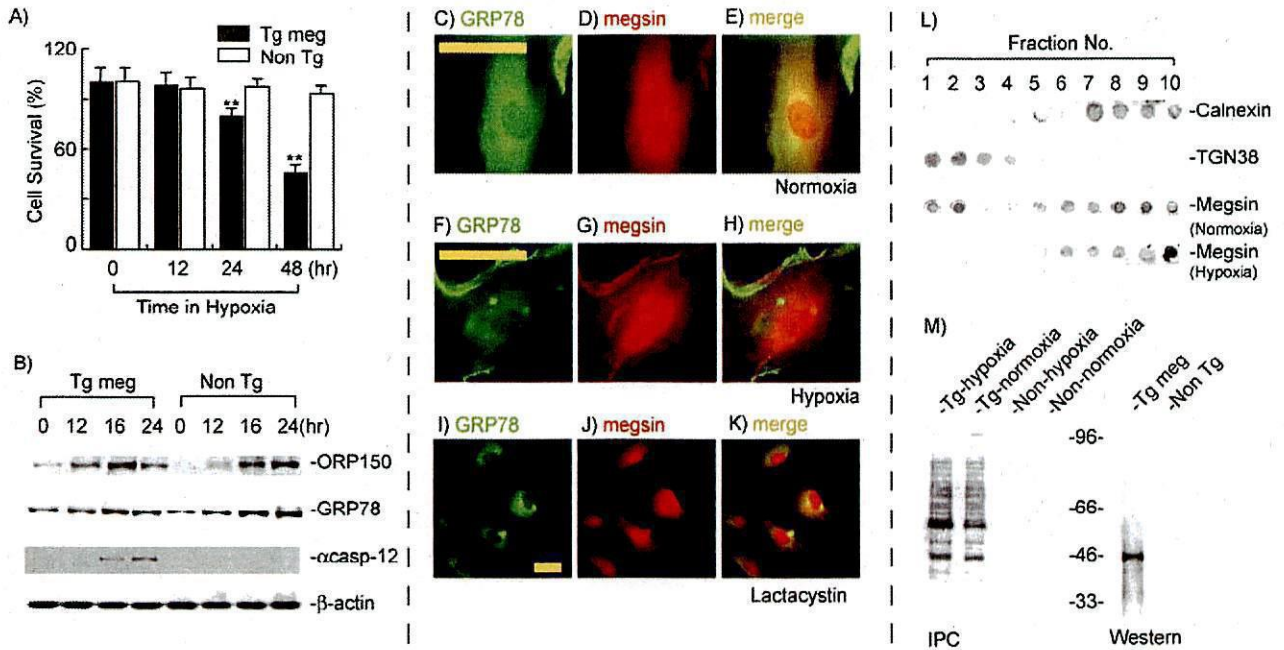 A)
120
60
0
Cell Survival (%)
Tg meg
Non Tg
**
**
0 12 24 48 (hr)
Time in Hypoxia
B)
Tg meg Non Tg
0 12 16 24 0 12 16 24(hr)
-ORP150
-GRP78
-αcasp-12
-β-actin
C) GRP78 D) megsin E) merge
Normoxia
F) GRP78 G) megsin H) merge
Hypoxia
I) GRP78 J) megsin K) merge
Lactacystin
L)
Fraction No.
1 2 3 4 5 6 7 8 9 10
-Calnexin
-TGN38
-Megsin
(Normoxia)
-Megsin
(Hypoxia)
M)
-Tg-hypoxia
-Tg-normoxia
-Non-hypoxia
-Non-normoxia
-Tg meg
-Non Tg
-96-
-66-
-46-
-33-
IPC Western